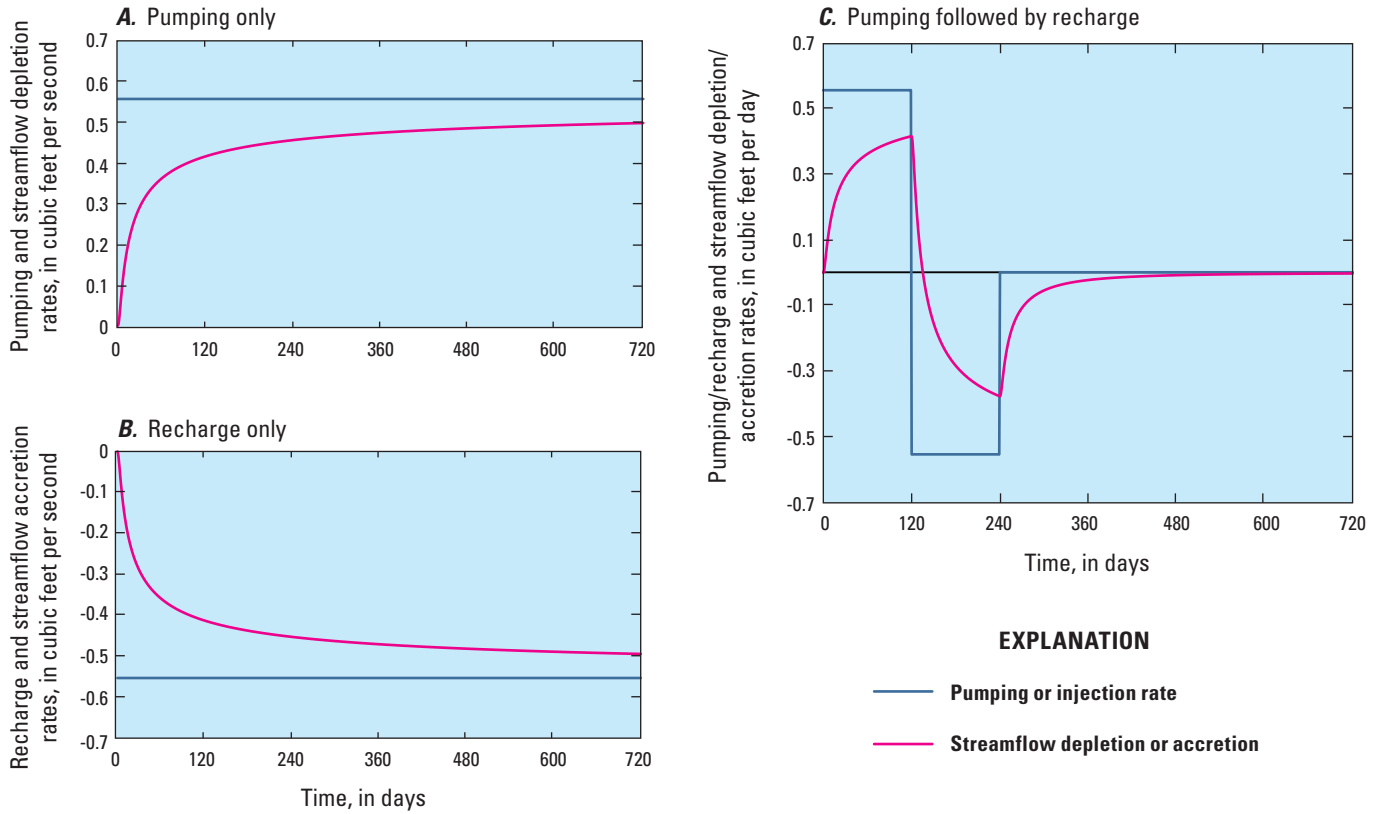 A. Pumping only
Pumping and streamflow depletion
rates, in cubic feet per second
0.7
0.6
0.5
0.4
0.3
0.2
0.1
0
0 120 240 360 480 600 720
B. Recharge only
Recharge and streamflow accretion
rates, in cubic feet per second
0
-0.1
-0.2
-0.3
-0.4
-0.5
-0.6
-0.7
0 120 240 360 480 600 720
Time, in days
C. Pumping followed by recharge
Pumping/recharge and streamflow depletion/
accretion rates, in cubic feet per day
0.7
0.5
0.3
0.1
-0.1
-0.3
-0.5
-0.7
0 120 240 360 480 600 720
Time, in days
EXPLANATION
Pumping or injection rate
Streamflow depletion or accretion